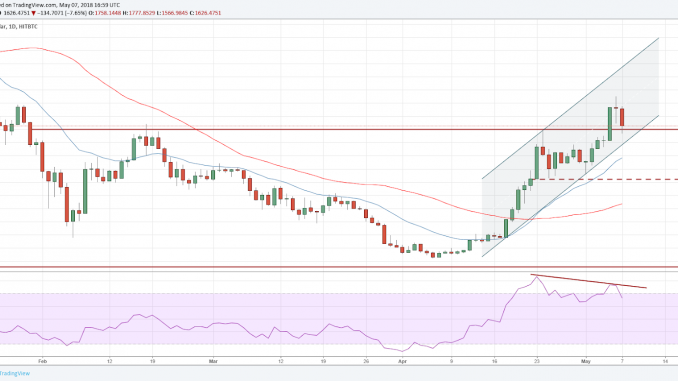 ed on TradingView.com, May 07, 2018 16:59 UTC
1626.4751 ▼ −134.7071 (−7.65%) O:1758.1448 H:1777.8529 L:1566.9845 C:1626.4751
lar, 1D, HITBTC
Feb 12 19 Mar 12 19 26 Apr 9 16 23 May 7 14
TradingView